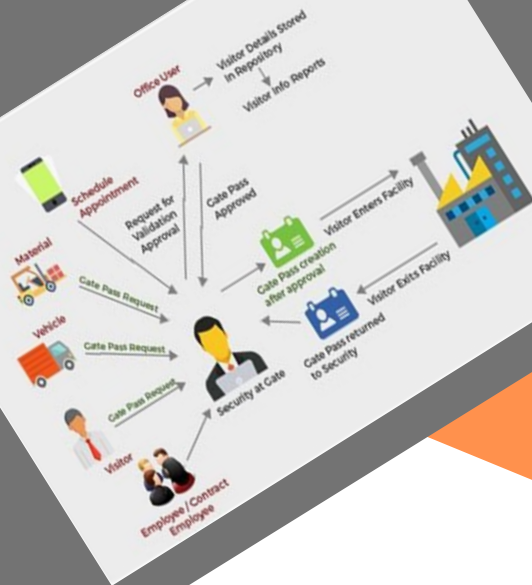 Office User
Visitor Details Stored
in Repository
Visitor Info Reports
Schedule
Appointment
Request for
Validation
Approval
Gate Pass
Approved
Material
Gate Pass Request
Vehicle
Gate Pass Request
Gate Pass Request
Visitor
Employee / Contract
Employee
Security at Gate
Gate Pass creation
after approval
Visitor Enters Facility
Visitor Exits Facility
Gate Pass returned
to Security